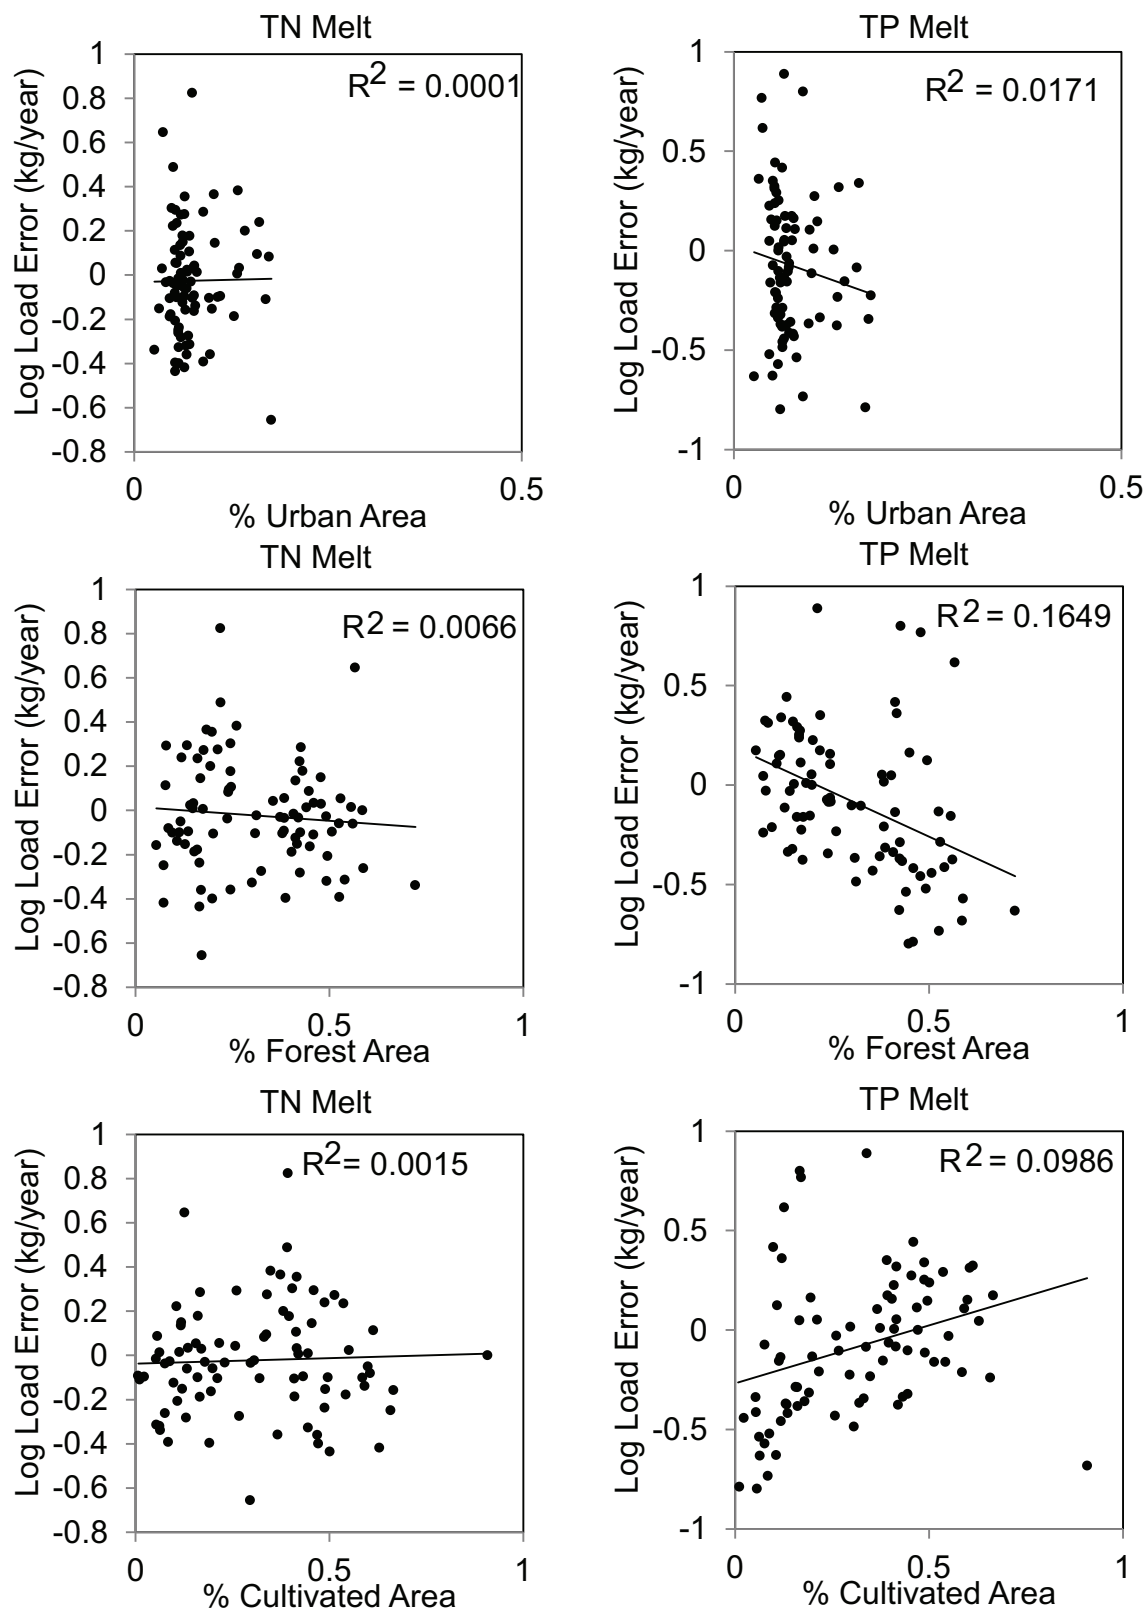 TN Melt
Log Load Error (kg/year)
1
0.8
0.6
0.4
0.2
0
-0.2
-0.4
-0.6
-0.8
R2 = 0.0001
0
0.5
% Urban Area
TP Melt
Log Load Error (kg/year)
1
0.5
0
-0.5
-1
R2 = 0.0171
0
0.5
% Urban Area
TN Melt
Log Load Error (kg/year)
1
0.8
0.6
0.4
0.2
0
-0.2
-0.4
-0.6
-0.8
R2 = 0.0066
0
0.5
1
% Forest Area
TP Melt
Log Load Error (kg/year)
1
0.5
0
-0.5
-1
R2 = 0.1649
0
0.5
1
% Forest Area
TN Melt
Log Load Error (kg/year)
1
0.8
0.6
0.4
0.2
0
-0.2
-0.4
-0.6
-0.8
R2= 0.0015
0
0.5
1
% Cultivated Area
TP Melt
Log Load Error (kg/year)
1
0.5
0
-0.5
-1
R2 = 0.0986
0
0.5
1
% Cultivated Area